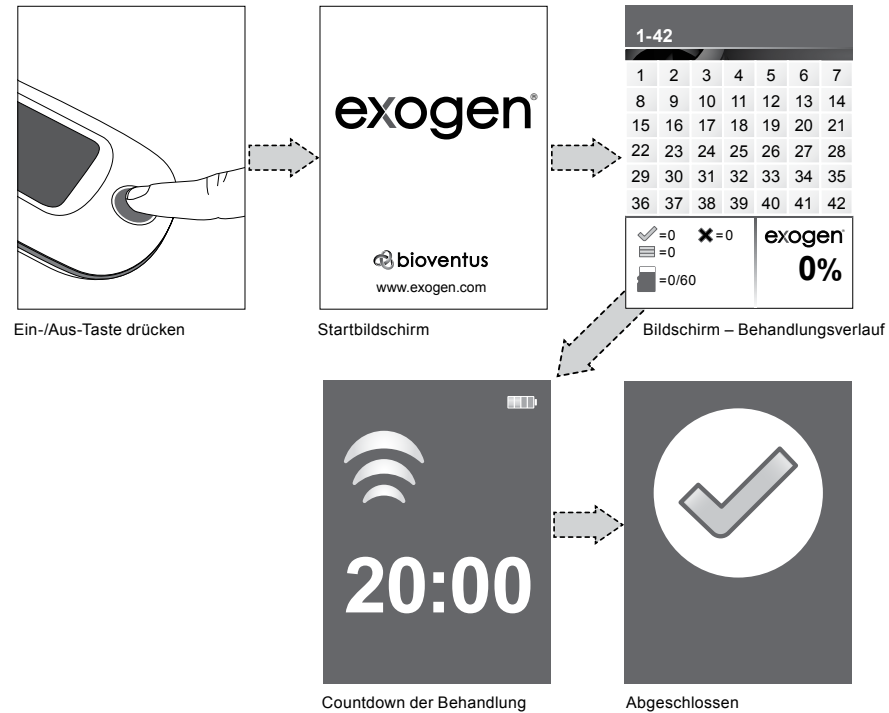 exogen®
bioventus
www.exogen.com
1-42
1 2 3 4 5 6 7
8 9 10 11 12 13 14
15 16 17 18 19 20 21
22 23 24 25 26 27 28
29 30 31 32 33 34 35
36 37 38 39 40 41 42
=0 =0
=0
=0/60
exogen
0%
Ein-/Aus-Taste drücken
Startbildschirm
Bildschirm – Behandlungsverlauf
20:00
Countdown der Behandlung
Abgeschlossen